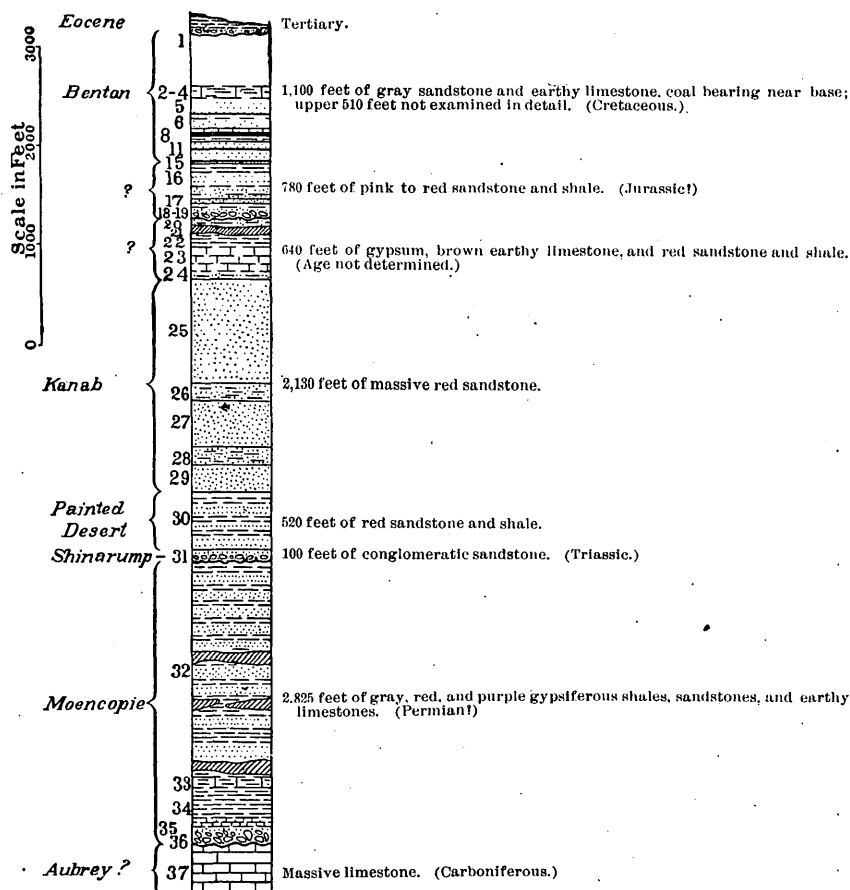 Eocene
Tertiary.
1
3000
Bentan
2-4
1,100 feet of gray sandstone and earthy limestone, coal bearing near base;
upper 510 feet not examined in detail. (Cretaceous.)
5
6
8
2000
11
15
Scale in Feet
16
?
780 feet of pink to red sandstone and shale. (Jurassic?)
17
18-19
20
21
1000
22
?
640 feet of gypsum, brown earthy limestone, and red sandstone and shale.
(Age not determined.)
23
24
25
0
Kanab
2,130 feet of massive red sandstone.
26
27
28
29
Painted
Desert
30
520 feet of red sandstone and shale.
Shinarump - 31
100 feet of conglomeratic sandstone. (Triassic.)
32
Moencopie
2.825 feet of gray, red, and purple gypsiferous shales, sandstones, and earthy
limestones. (Permian?)
33
34
35
36
Aubrey ?
37
Massive limestone. (Carboniferous.)